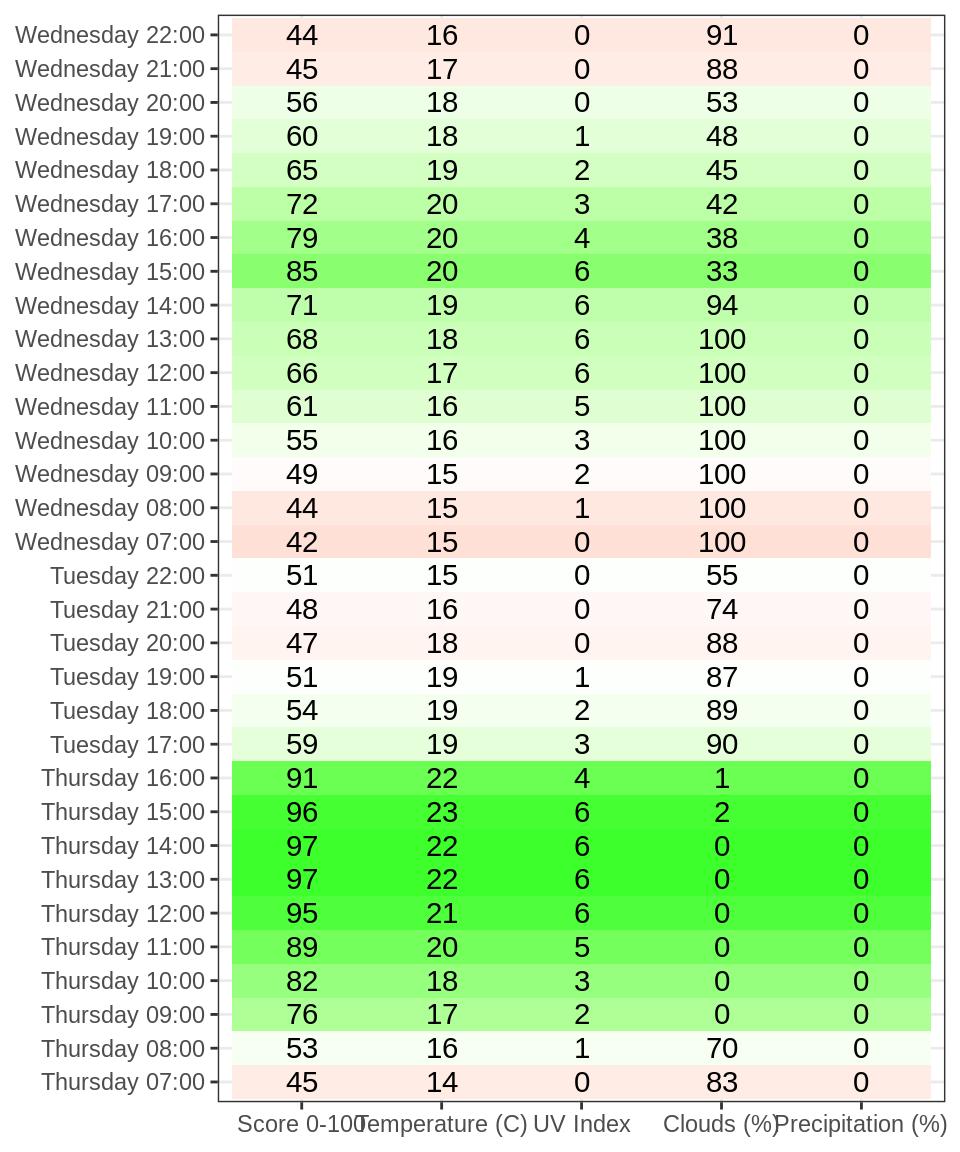 Wednesday 22:00 44 16 0 91 0
Wednesday 21:00 45 17 0 88 0
Wednesday 20:00 56 18 0 53 0
Wednesday 19:00 60 18 1 48 0
Wednesday 18:00 65 19 2 45 0
Wednesday 17:00 72 20 3 42 0
Wednesday 16:00 79 20 4 38 0
Wednesday 15:00 85 20 6 33 0
Wednesday 14:00 71 19 6 94 0
Wednesday 13:00 68 18 6 100 0
Wednesday 12:00 66 17 6 100 0
Wednesday 11:00 61 16 5 100 0
Wednesday 10:00 55 16 3 100 0
Wednesday 09:00 49 15 2 100 0
Wednesday 08:00 44 15 1 100 0
Wednesday 07:00 42 15 0 100 0
Tuesday 22:00 51 15 0 55 0
Tuesday 21:00 48 16 0 74 0
Tuesday 20:00 47 18 0 88 0
Tuesday 19:00 51 19 1 87 0
Tuesday 18:00 54 19 2 89 0
Tuesday 17:00 59 19 3 90 0
Thursday 16:00 91 22 4 1 0
Thursday 15:00 96 23 6 2 0
Thursday 14:00 97 22 6 0 0
Thursday 13:00 97 22 6 0 0
Thursday 12:00 95 21 6 0 0
Thursday 11:00 89 20 5 0 0
Thursday 10:00 82 18 3 0 0
Thursday 09:00 76 17 2 0 0
Thursday 08:00 53 16 1 70 0
Thursday 07:00 45 14 0 83 0
Score 0-100 Temperature (C) UV Index Clouds (%) Precipitation (%)